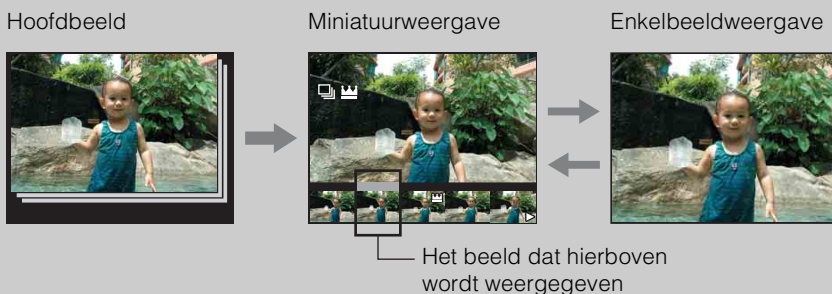 Hoofdbeeld
Miniatuurweergave
Enkelbeeldweergave
Het beeld dat hierboven
wordt weergegeven